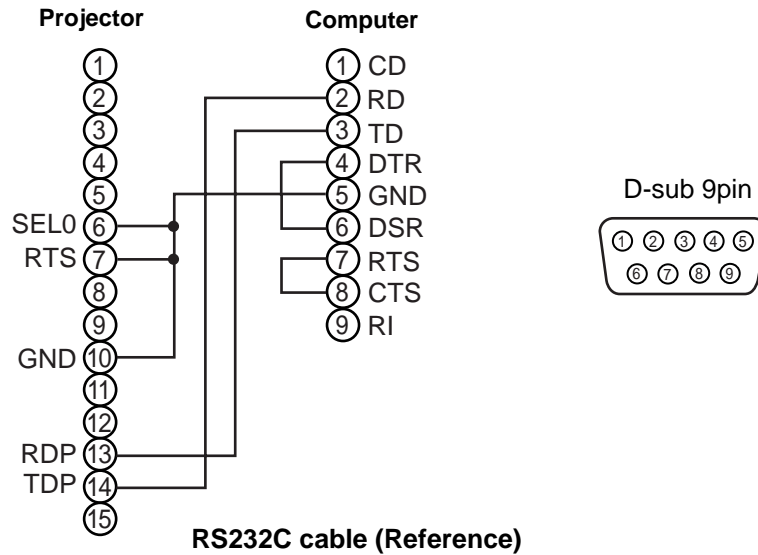 Projector
1
2
3
4
5
SEL0 6
RTS 7
8
9
GND 10
11
12
RDP 13
TDP 14
15
Computer
1 CD
2 RD
3 TD
4 DTR
5 GND
6 DSR
7 RTS
8 CTS
9 RI
D-sub 9pin
1 2 3 4 5
6 7 8 9
RS232C cable (Reference)